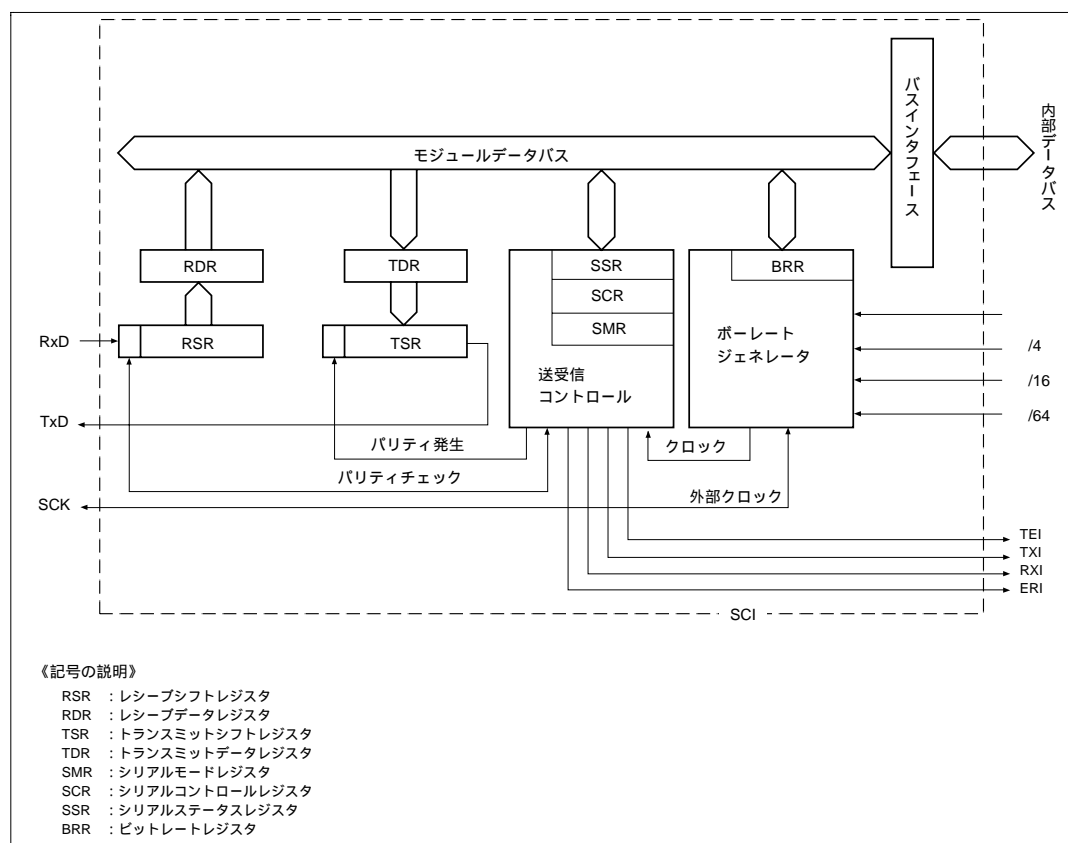 バスインタフェース
内部データバス
モジュールデータバス
RDR
TDR
SSR
BRR
SCR
SMR
RxD
RSR
TSR
ボーレート
ジェネレータ
/4
/16
/64
送受信
コントロール
TxD
パリティ発生
クロック
パリティチェック
外部クロック
SCK
TEI
TXI
RXI
ERI
SCI
《記号の説明》
RSR :レシーブシフトレジスタ
RDR :レシーブデータレジスタ
TSR :トランスミットシフトレジスタ
TDR :トランスミットデータレジスタ
SMR :シリアルモードレジスタ
SCR :シリアルコントロールレジスタ
SSR :シリアルステータスレジスタ
BRR :ビットレートレジスタ